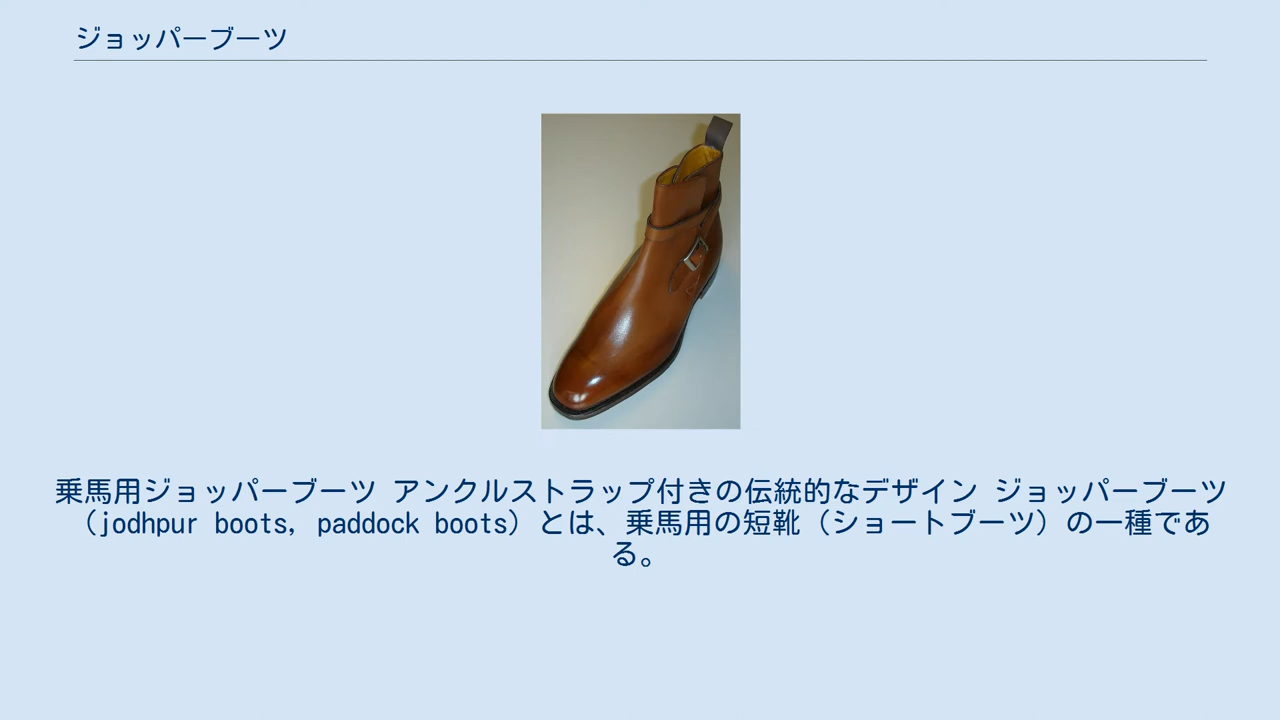 ジョッパーブーツ
乗馬用ジョッパーブーツ アンクルストラップ付きの伝統的なデザイン ジョッパーブーツ
（jodhpur boots, paddock boots）とは、乗馬用の短靴（ショートブーツ）の一種であ
る。